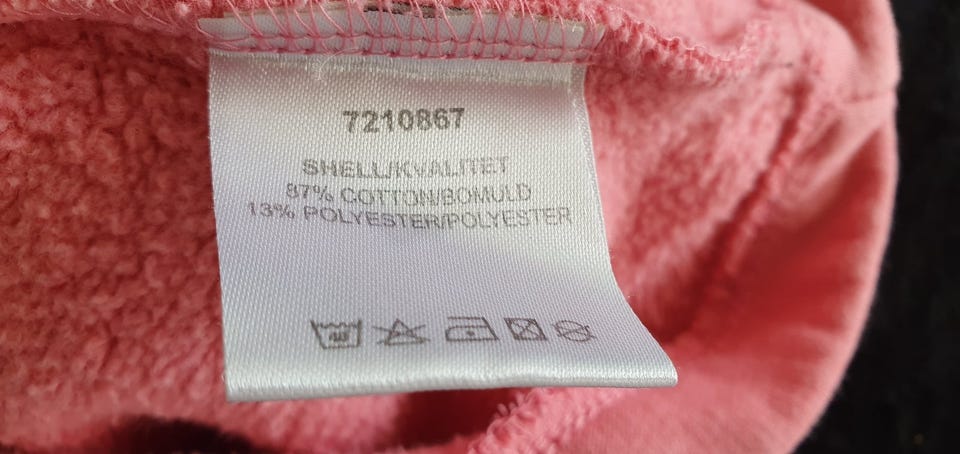 7210867
SHELL/KVALITET
87% COTTON/BOMULD
13% POLYESTER/POLYESTER